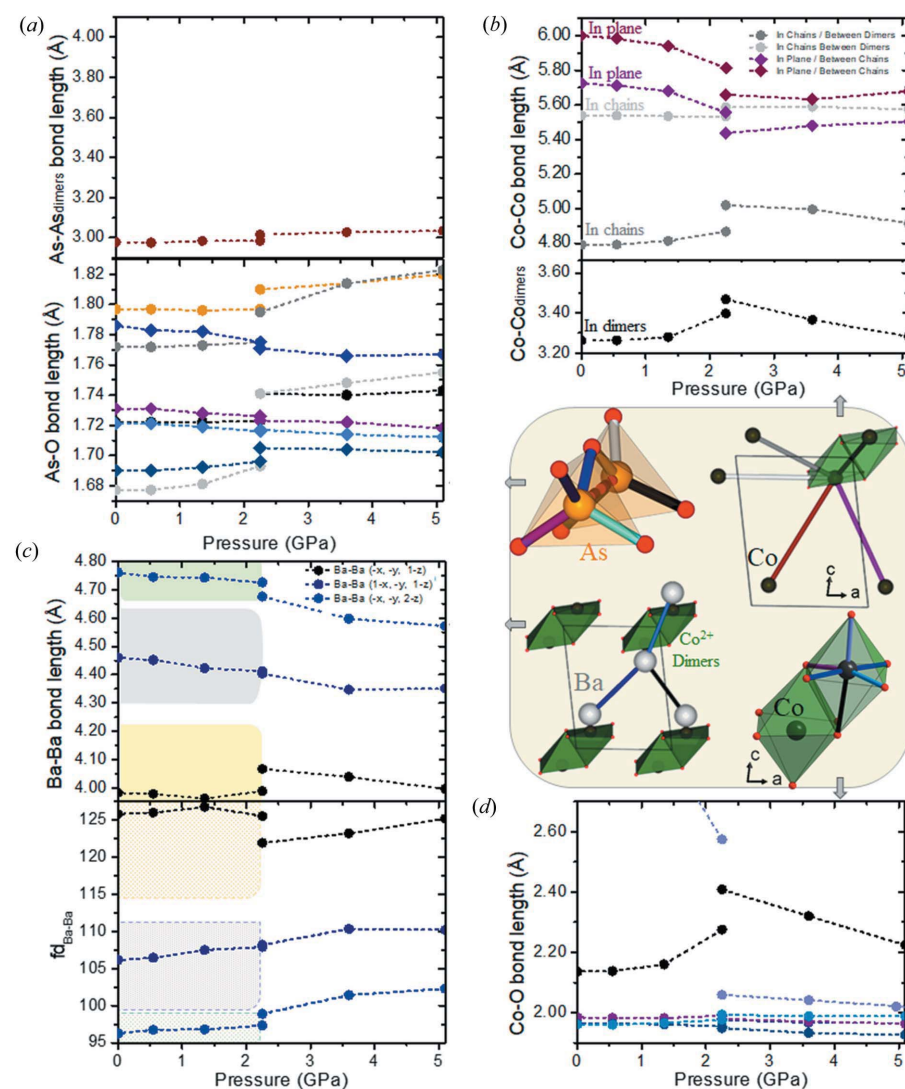 (a)
As-Asdimers bond length (Å)
4.00
3.80
3.60
3.40
3.20
3.00
As-O bond length (Å)
1.82
1.80
1.78
1.76
1.74
1.72
1.70
1.68
0 1 2 3 4 5
Pressure (GPa)
(b)
Co-Co bond length (Å)
6.00
5.80
5.60
5.40
5.20
5.00
4.80
In plane
In plane
In chains
In chains
In Chains / Between Dimers
In Chains Between Dimers
In Plane / Between Chains
In Plane / Between Chains
Co-Codimers
3.60
3.40
3.20
In dimers
0 1 2 3 4 5
Pressure (GPa)
As
Co
c
a
Ba
Co2+
Dimers
Co
c
a
(c)
Ba-Ba bond length (Å)
4.80
4.70
4.60
4.50
4.40
4.30
4.20
4.10
4.00
Ba-Ba (-x, -y, 1-z)
Ba-Ba (1-x, -y, 1-z)
Ba-Ba (-x, -y, 2-z)
fdBa-Ba
125
120
115
110
105
100
95
0 1 2 3 4 5
Pressure (GPa)
(d)
Co-O bond length (Å)
2.60
2.40
2.20
2.00
0 1 2 3 4 5
Pressure (GPa)